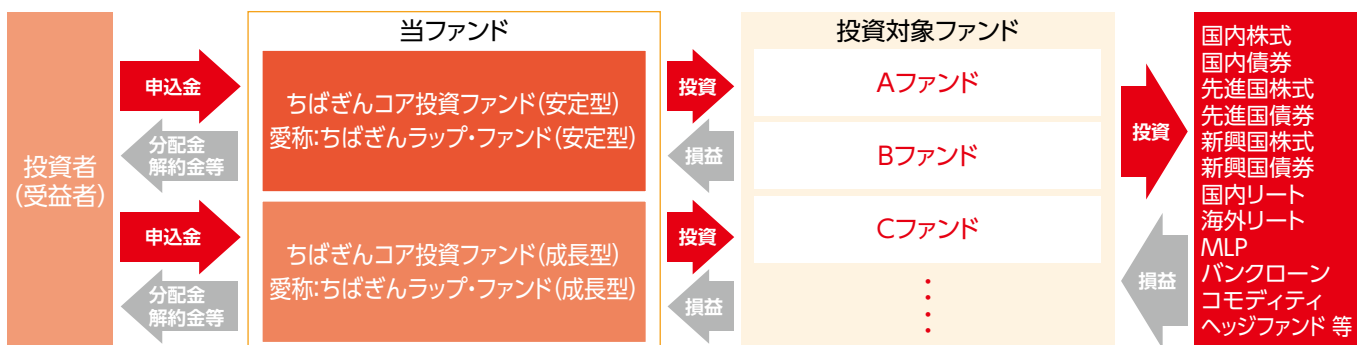 投資者
(受益者)
申込金
分配金
解約金等
申込金
分配金
解約金等
当ファンド
ちばぎんコア投資ファンド(安定型)
愛称:ちばぎんラップ・ファンド(安定型)
ちばぎんコア投資ファンド(成長型)
愛称:ちばぎんラップ・ファンド(成長型)
投資
損益
投資
損益
投資対象ファンド
Aファンド
Bファンド
Cファンド
投資
損益
国内株式
国内債券
先進国株式
先進国債券
新興国株式
新興国債券
国内リート
海外リート
MLP
バンクローン
コモディティ
ヘッジファンド 等